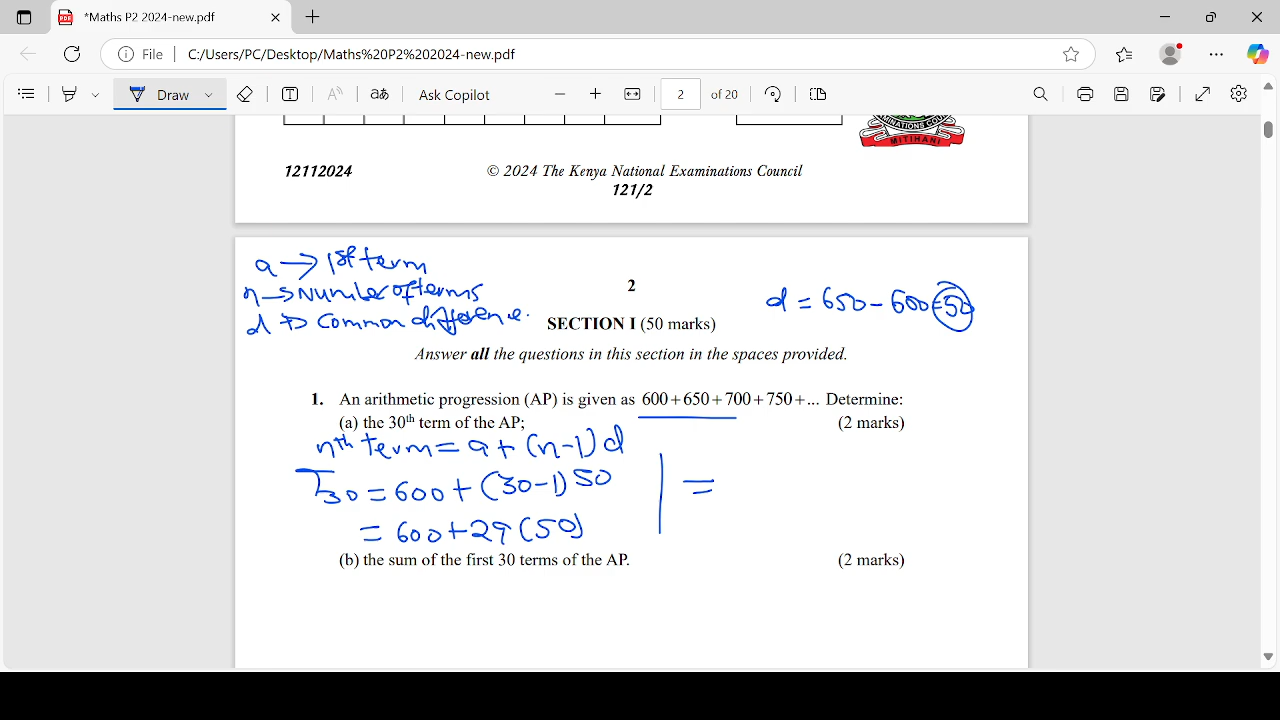 *Maths P2 2024-new.pdf
File
C:/Users/PC/Desktop/Maths%20P2%202024-new.pdf
Draw
Ask Copilot
2
of 20
MINATIONS COU
MITIHANI
12112024
© 2024 The Kenya National Examinations Council
121/2
a → 1st term
n → Number of terms
d → Common difference.
2
d = 650 - 600 = 50
SECTION I (50 marks)
Answer all the questions in this section in the spaces provided.
1. An arithmetic progression (AP) is given as 600+650+700+750+... Determine:
(a) the 30th term of the AP; (2 marks)
nth term = a + (n-1)d
T30 = 600 + (30-1)50
=
= 600+29(50)
(b) the sum of the first 30 terms of the AP. (2 marks)